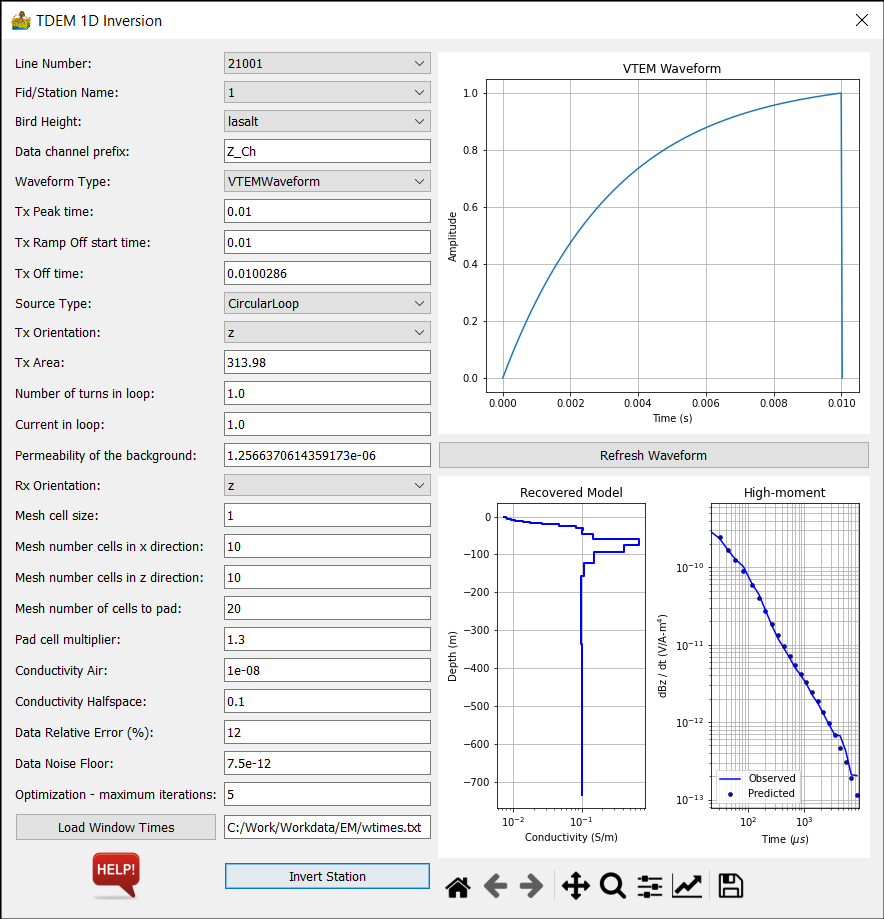 TDEM 1D Inversion
Line Number: 21001
Fid/Station Name: 1
Bird Height: lasalt
Data channel prefix: Z_Ch
Waveform Type: VTEMWaveform
Tx Peak time: 0.01
Tx Ramp Off start time: 0.01
Tx Off time: 0.0100286
Source Type: CircularLoop
Tx Orientation: z
Tx Area: 313.98
Number of turns in loop: 1.0
Current in loop: 1.0
Permeability of the background: 1.2566370614359173e-06
Rx Orientation: z
Mesh cell size: 1
Mesh number cells in x direction: 10
Mesh number cells in z direction: 10
Mesh number of cells to pad: 20
Pad cell multiplier: 1.3
Conductivity Air: 1e-08
Conductivity Halfspace: 0.1
Data Relative Error (%): 12
Data Noise Floor: 7.5e-12
Optimization - maximum iterations: 5
Load Window Times C:/Work/Workdata/EM/wtimes.txt
HELP!
Invert Station
VTEM Waveform
Amplitude
1.0
0.8
0.6
0.4
0.2
0.0
0.000 0.002 0.004 0.006 0.008 0.010
Time (s)
Refresh Waveform
Recovered Model
Depth (m)
0
−100
−200
−300
−400
−500
−600
−700
10⁻² 10⁻¹
Conductivity (S/m)
High-moment
dBz / dt (V/A-m⁴)
10⁻¹⁰
10⁻¹¹
10⁻¹²
10⁻¹³
Observed
Predicted
10² 10³
Time (μs)